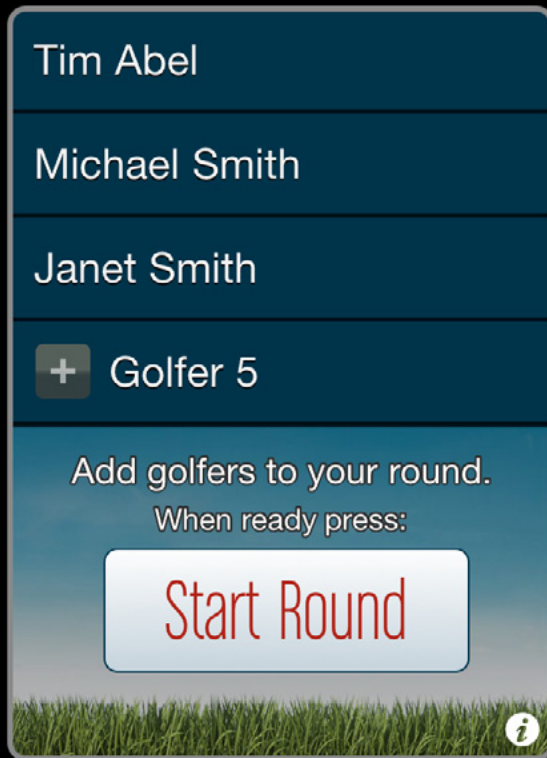 Tim Abel
Michael Smith
Janet Smith
+ Golfer 5
Add golfers to your round.
When ready press:
Start Round
i